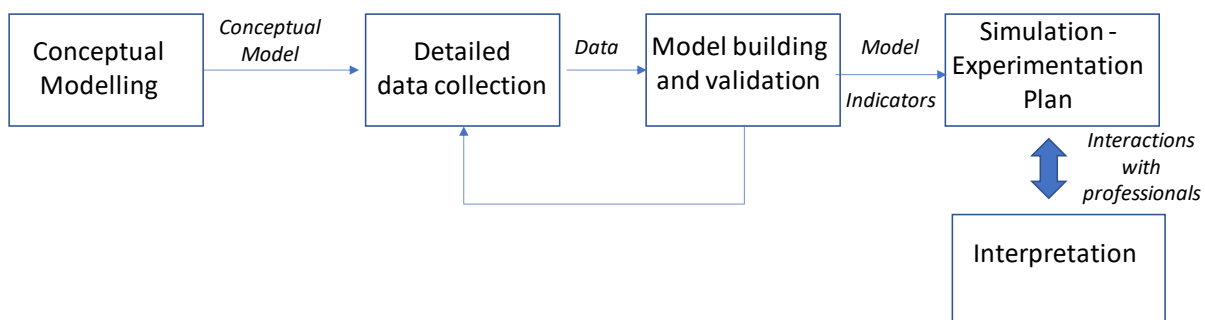 Conceptual
Modelling
Conceptual
Model
Detailed
data collection
Data
Model building
and validation
Model
Indicators
Simulation -
Experimentation
Plan
Interactions
with
professionals
Interpretation